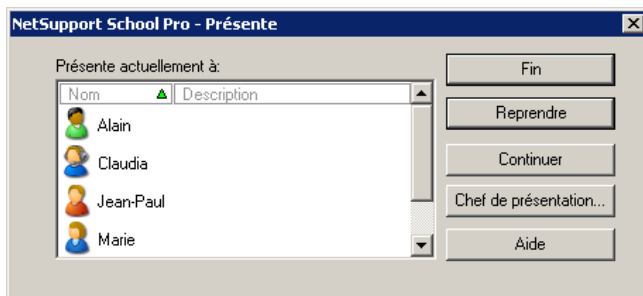 NetSupport School Pro - Présente
Présente actuellement à:
Nom Description
Alain
Claudia
Jean-Paul
Marie
Fin
Reprendre
Continuer
Chef de présentation...
Aide